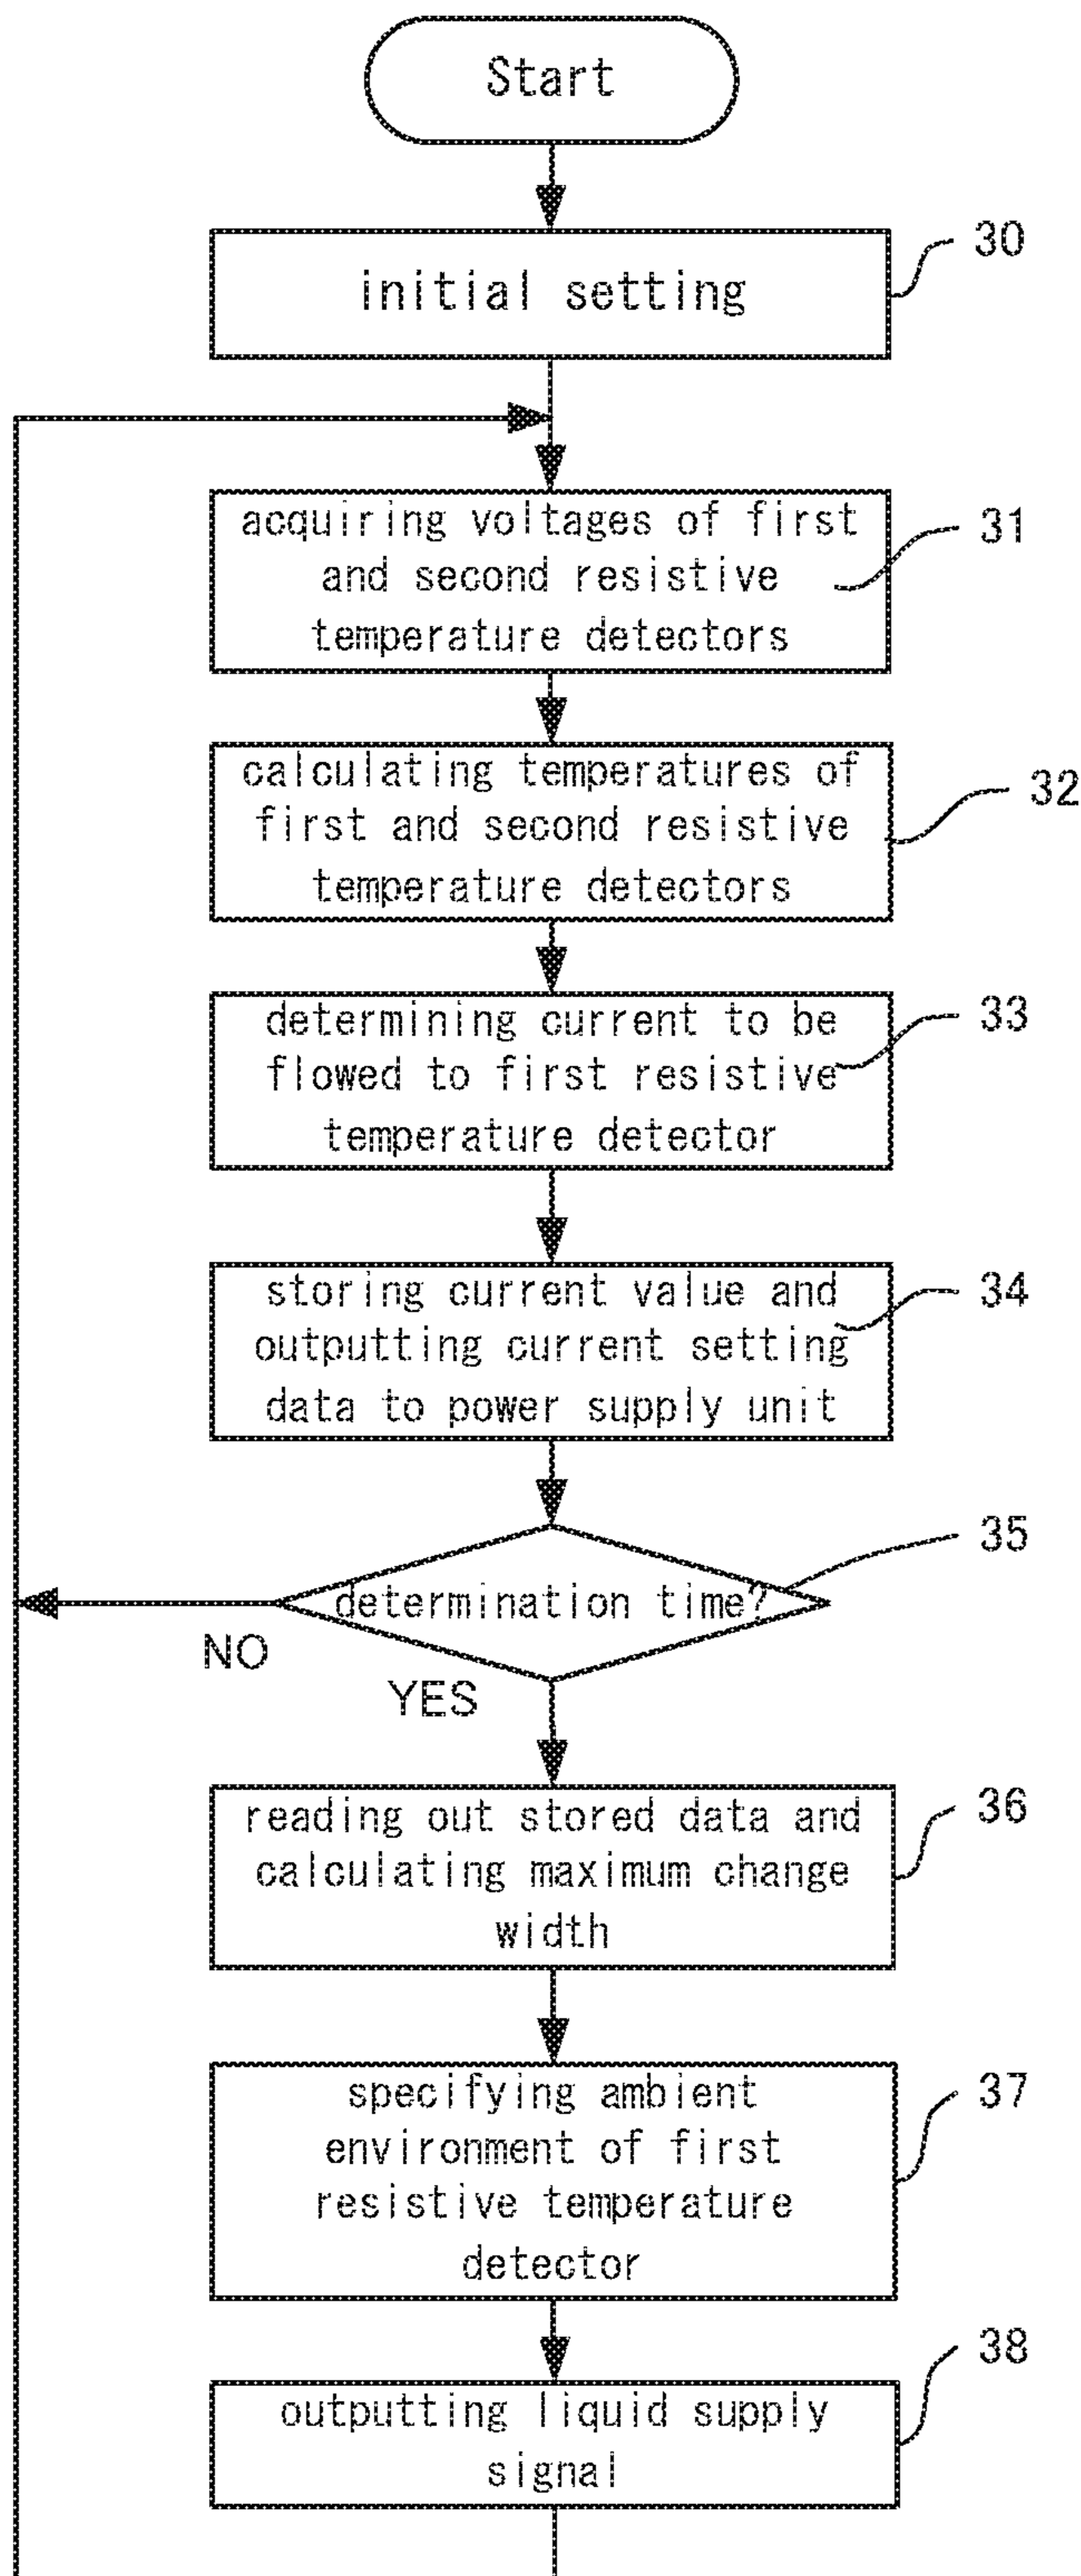 Start
initial setting
30
acquiring voltages of first
and second resistive
temperature detectors
31
calculating temperatures of
first and second resistive
temperature detectors
32
determining current to be
flowed to first resistive
temperature detector
33
storing current value and
outputting current setting
data to power supply unit
34
determination time?
35
NO
YES
reading out stored data and
calculating maximum change
width
36
specifying ambient
environment of first
resistive temperature
detector
37
outputting liquid supply
signal
38